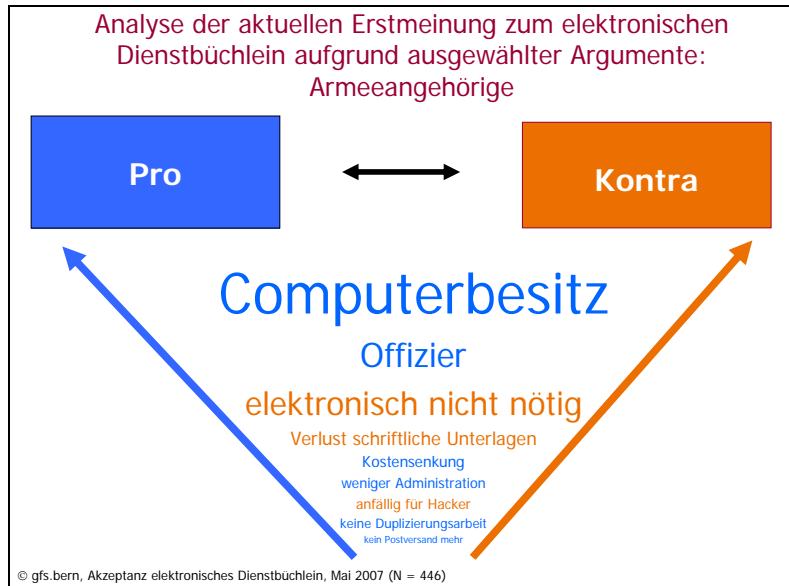 Analyse der aktuellen Erstmeinung zum elektronischen
Dienstbüchlein aufgrund ausgewählter Argumente:
Armeeangehörige
Pro
Kontra
Computerbesitz
Offizier
elektronisch nicht nötig
Verlust schriftliche Unterlagen
Kostensenkung
weniger Administration
anfällig für Hacker
keine Duplizierungsarbeit
kein Postversand mehr
© gfs.bern, Akzeptanz elektronisches Dienstbüchlein, Mai 2007 (N = 446)